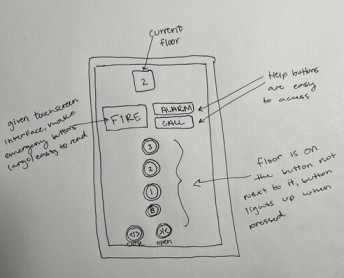 current
floor
2
given touchscreen
interface, make
emergency buttons
large/easily to read
FIRE
ALARM
CALL
Help buttons
are easy
to access
3
2
1
B
floor is on
the button not
next to it, button
lights up when
pressed
<|>
>|<
close
open